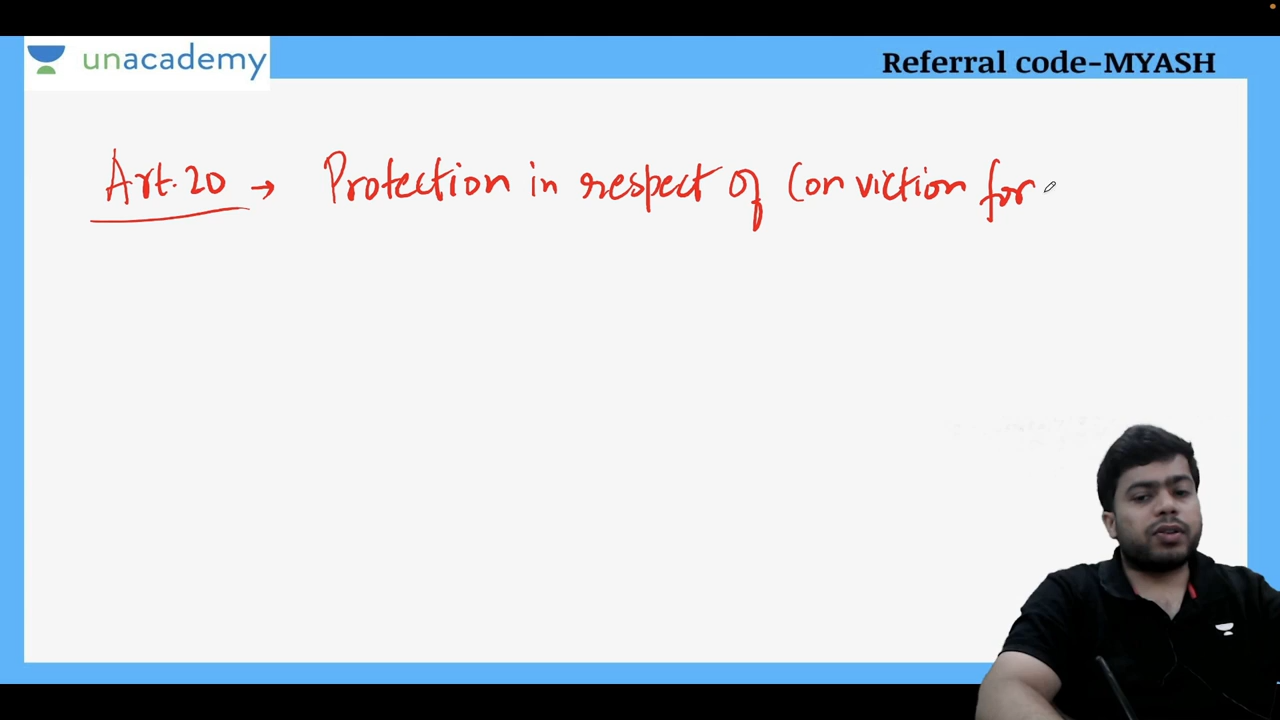 unacademy
Referral code-MYASH
Art.20 → Protection in respect of Conviction for